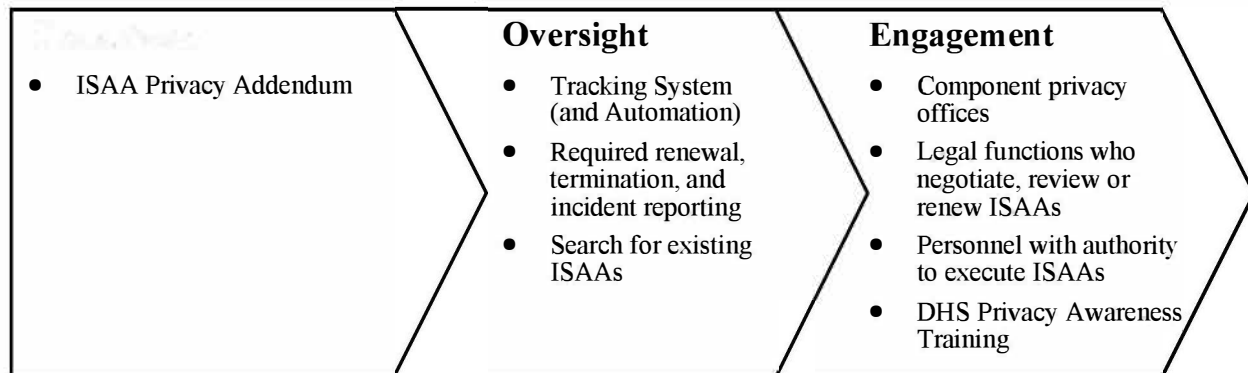 • ISAA Privacy Addendum
Oversight
• Tracking System
(and Automation)
• Required renewal,
termination, and
incident reporting
• Search for existing
ISAAs
Engagement
• Component privacy
offices
• Legal functions who
negotiate, review or
renew ISAAs
• Personnel with authority
to execute ISAAs
• DHS Privacy Awareness
Training